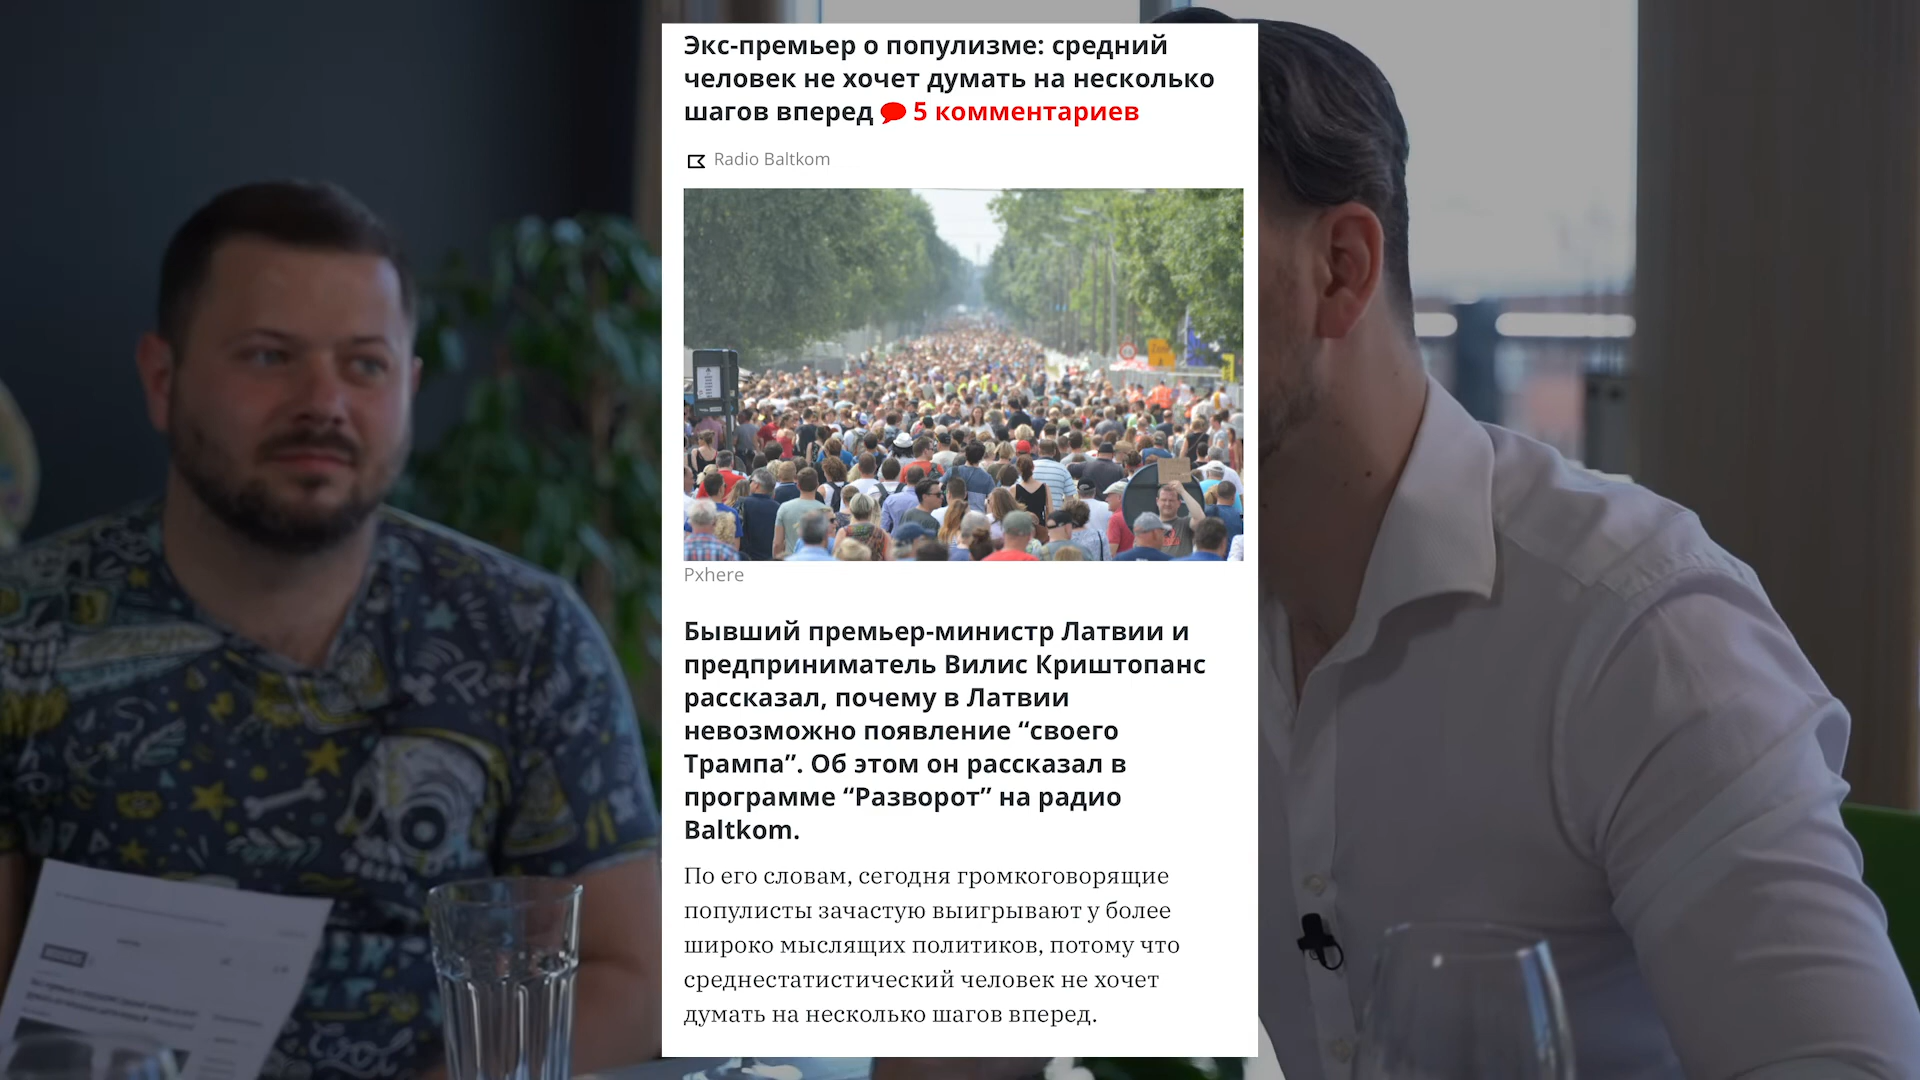 Экс-премьер о популизме: средний
человек не хочет думать на несколько
шагов вперед 5 комментариев
Radio Baltkom
Pxhere
Бывший премьер-министр Латвии и
предприниматель Вилис Криштопанс
рассказал, почему в Латвии
невозможно появление “своего
Трампа”. Об этом он рассказал в
программе “Разворот” на радио
Baltkom.
По его словам, сегодня громкоговорящие
популисты зачастую выигрывают у более
широко мыслящих политиков, потому что
среднестатистический человек не хочет
думать на несколько шагов вперед.